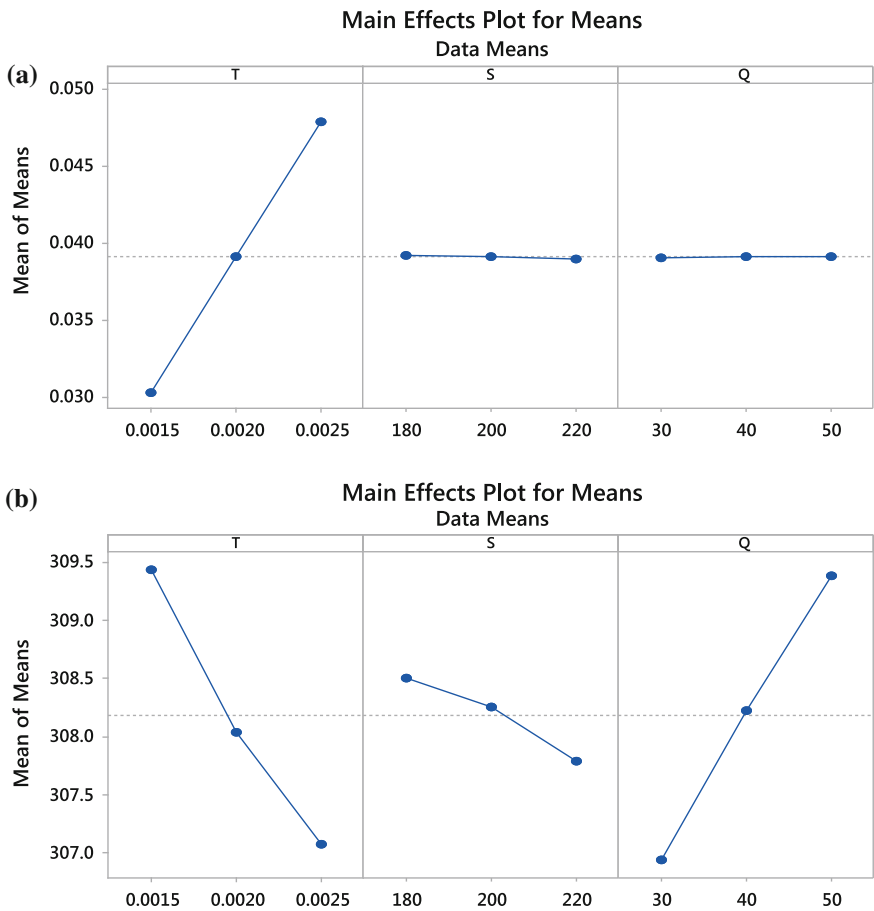 Main Effects Plot for Means
Data Means
(a)
T S Q
0.050
0.045
0.040
0.035
0.030
Mean of Means
0.0015 0.0020 0.0025 180 200 220 30 40 50
(b)
Main Effects Plot for Means
Data Means
T S Q
309.5
309.0
308.5
308.0
307.5
307.0
Mean of Means
0.0015 0.0020 0.0025 180 200 220 30 40 50